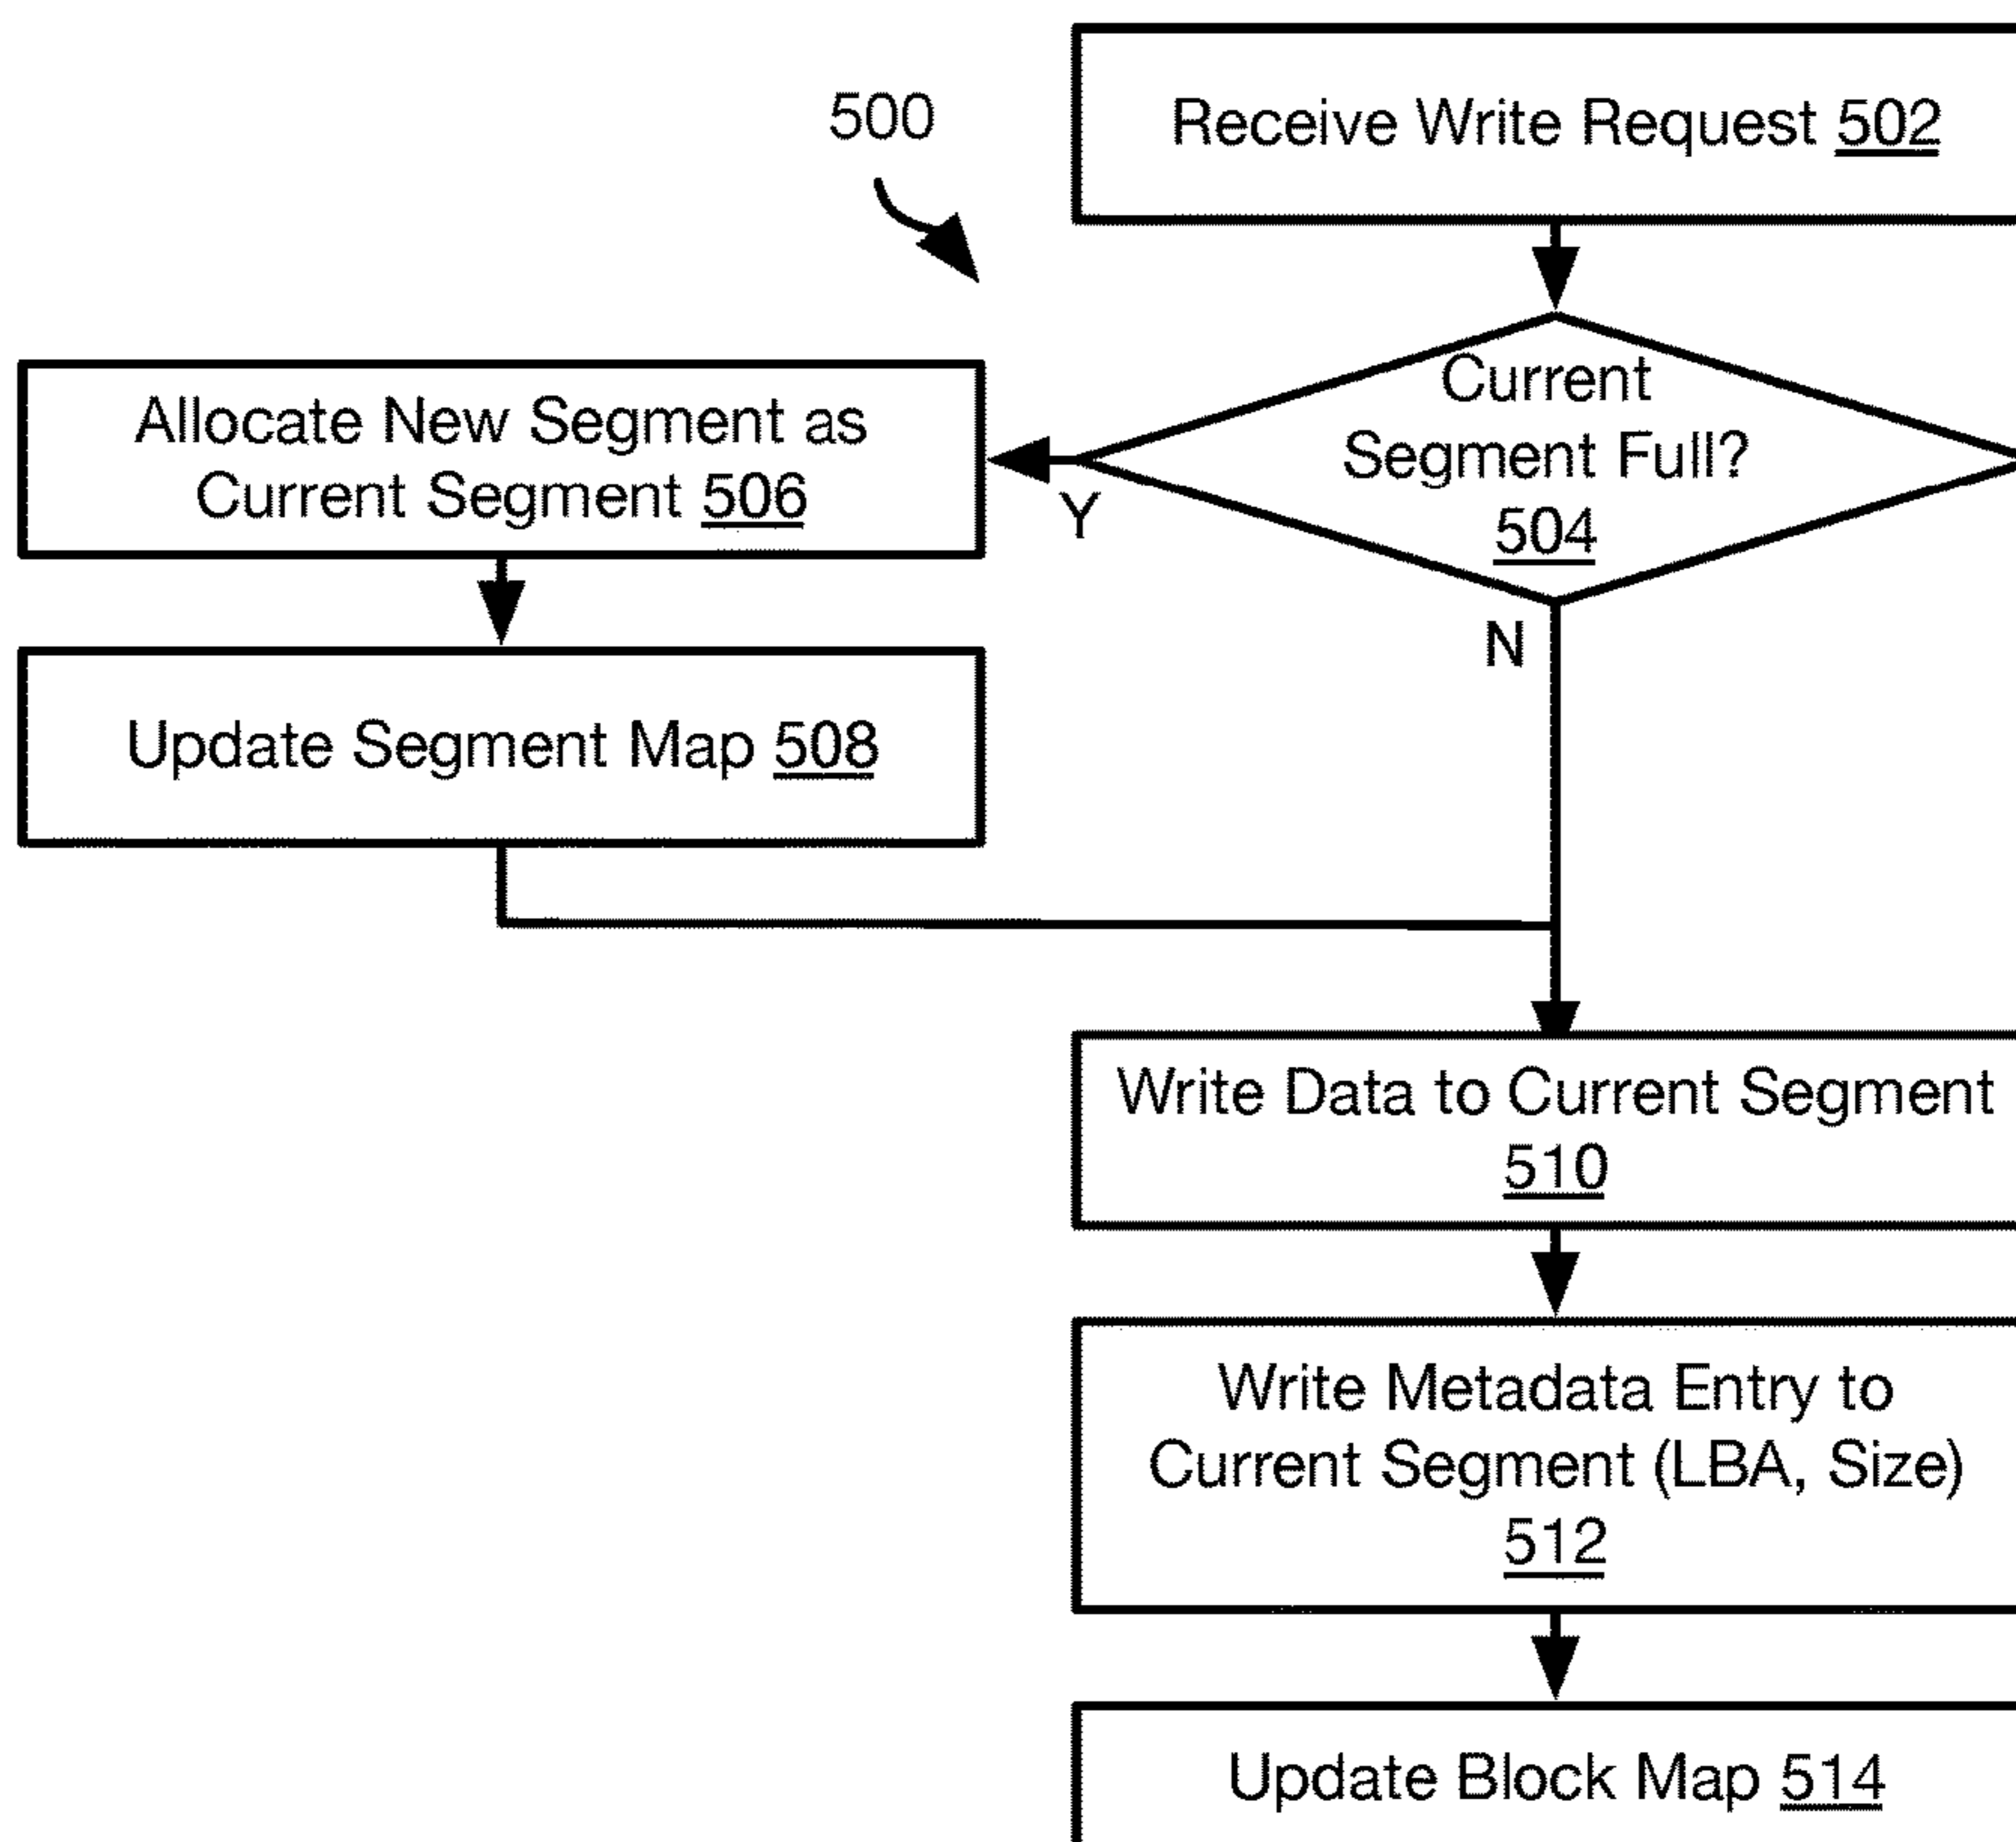 500
Receive Write Request 502
Current
Segment Full?
504
Y
N
Allocate New Segment as
Current Segment 506
Update Segment Map 508
Write Data to Current Segment
510
Write Metadata Entry to
Current Segment (LBA, Size)
512
Update Block Map 514